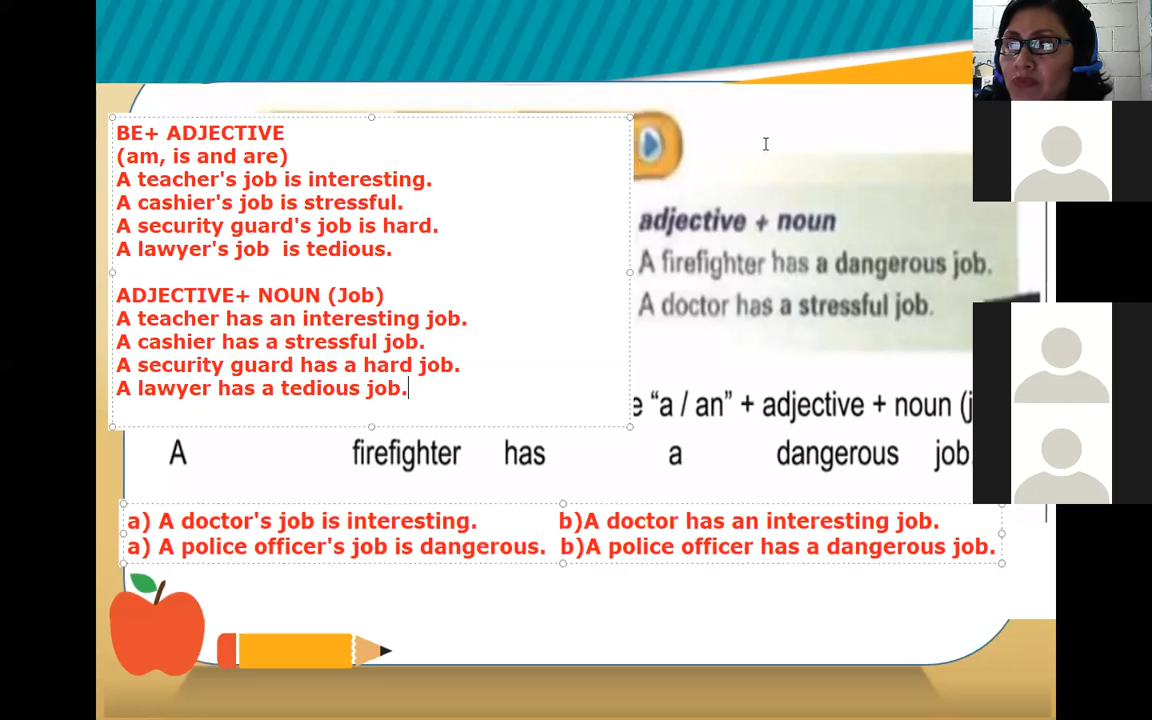 BE+ ADJECTIVE
(am, is and are)
A teacher's job is interesting.
A cashier's job is stressful.
A security guard's job is hard.
A lawyer's job  is tedious.
ADJECTIVE+ NOUN (Job)
A teacher has an interesting job.
A cashier has a stressful job.
A security guard has a hard job.
A lawyer has a tedious job.
adjective + noun
A firefighter has a dangerous job.
A doctor has a stressful job.
“a / an” + adjective + noun (
A firefighter has a dangerous job.
a) A doctor's job is interesting. b)A doctor has an interesting job.
a) A police officer's job is dangerous. b)A police officer has a dangerous job.